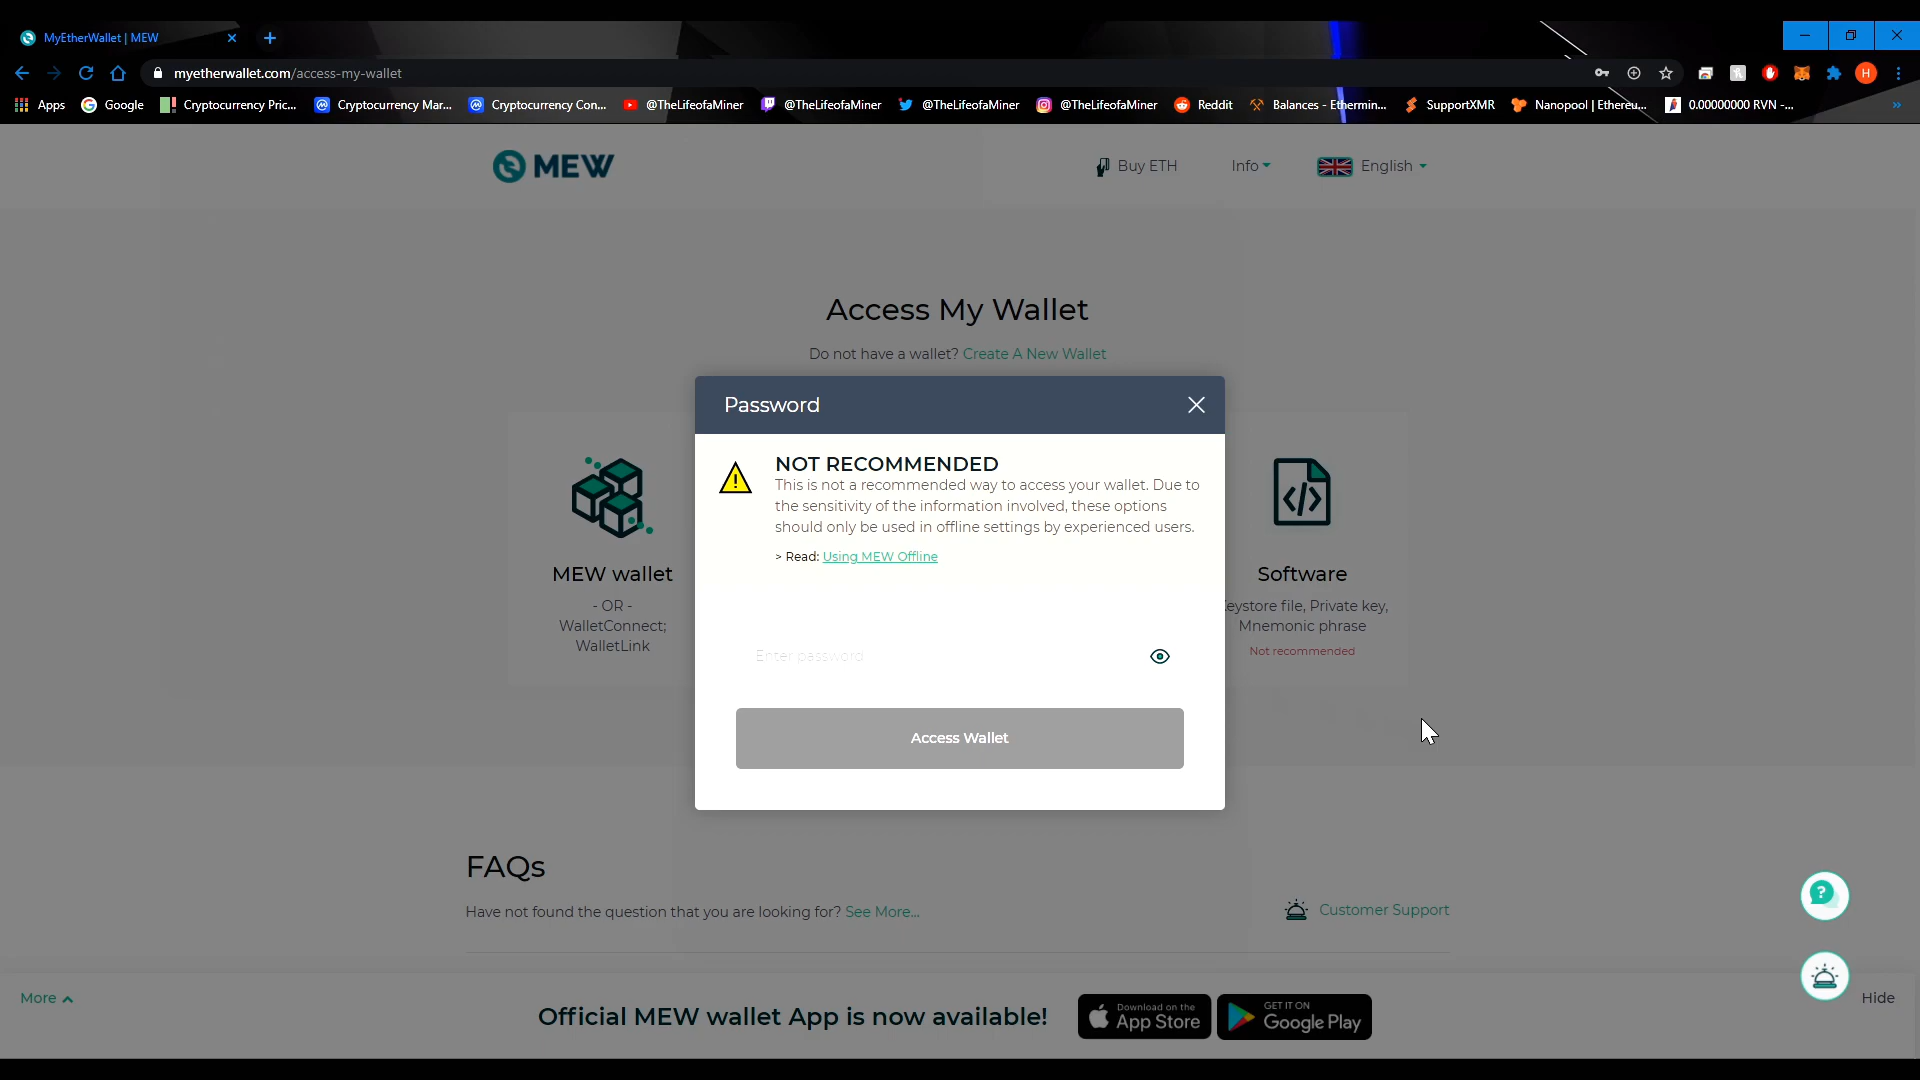 MyEtherWallet | MEW
myetherwallet.com/access-my-wallet
Apps
Google
Cryptocurrency Pric...
Cryptocurrency Mar...
Cryptocurrency Con...
@TheLifeofaMiner
@TheLifeofaMiner
@TheLifeofaMiner
@TheLifeofaMiner
Reddit
Balances - Ethermin...
SupportXMR
Nanopool | Ethereu...
0.00000000 RVN -...
H
MEW
Buy ETH
Info
English
Access My Wallet
Do not have a wallet? Create A New Wallet
Password
NOT RECOMMENDED
This is not a recommended way to access your wallet. Due to
the sensitivity of the information involved, these options
should only be used in offline settings by experienced users.
> Read: Using MEW Offline
MEW wallet
- OR -
WalletConnect;
WalletLink
Software
eystore file, Private key,
Mnemonic phrase
Not recommended
Enter password
Access Wallet
FAQs
Have not found the question that you are looking for? See More...
Customer Support
More
Official MEW wallet App is now available!
Download on the
App Store
GET IT ON
Google Play
Hide